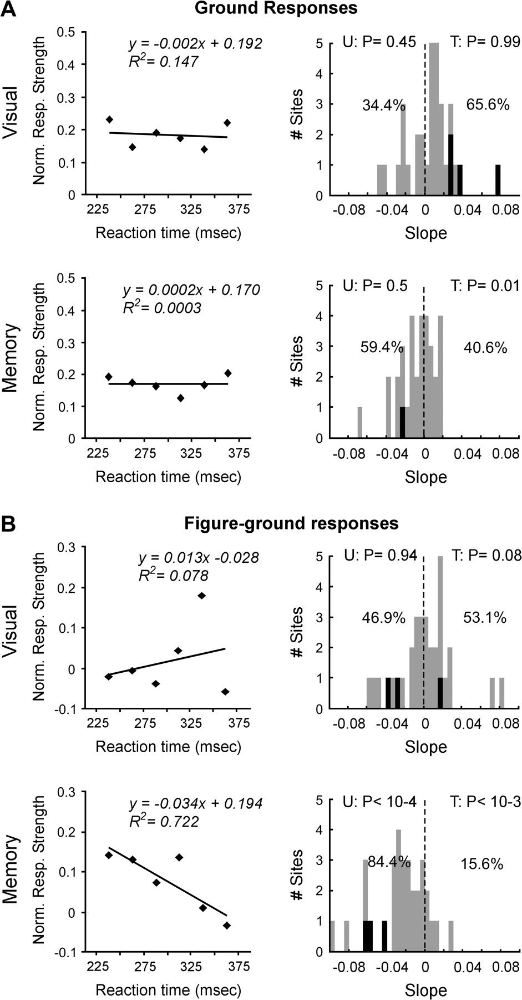 A
Ground Responses
Visual
Norm. Resp. Strength
0.5
0.4
0.3
0.2
0.1
0
y = -0.002x + 0.192
R2= 0.147
225 275 325 375
Reaction time (msec)
# Sites
5
4
3
2
1
0
U: P= 0.45 T: P= 0.99
34.4% 65.6%
-0.08 -0.04 0 0.04 0.08
Slope
Memory
Norm. Resp. Strength
0.5
0.4
0.3
0.2
0.1
0
y = 0.0002x + 0.170
R2= 0.0003
225 275 325 375
Reaction time (msec)
# Sites
5
4
3
2
1
0
U: P= 0.5 T: P= 0.01
59.4% 40.6%
-0.08 -0.04 0 0.04 0.08
Slope
B
Figure-ground responses
Visual
Norm. Resp. Strength
0.3
0.2
0.1
0
-0.1
y = 0.013x -0.028
R2= 0.078
225 275 325 375
Reaction time (msec)
# Sites
5
4
3
2
1
0
U: P= 0.94 T: P= 0.08
46.9% 53.1%
-0.08 -0.04 0 0.04 0.08
Slope
Memory
Norm. Resp. Strength
0.3
0.2
0.1
0
-0.1
y = -0.034x + 0.194
R2= 0.722
225 275 325 375
Reaction time (msec)
# Sites
5
4
3
2
1
0
U: P< 10-4 T: P< 10-3
84.4% 15.6%
-0.08 -0.04 0 0.04 0.08
Slope